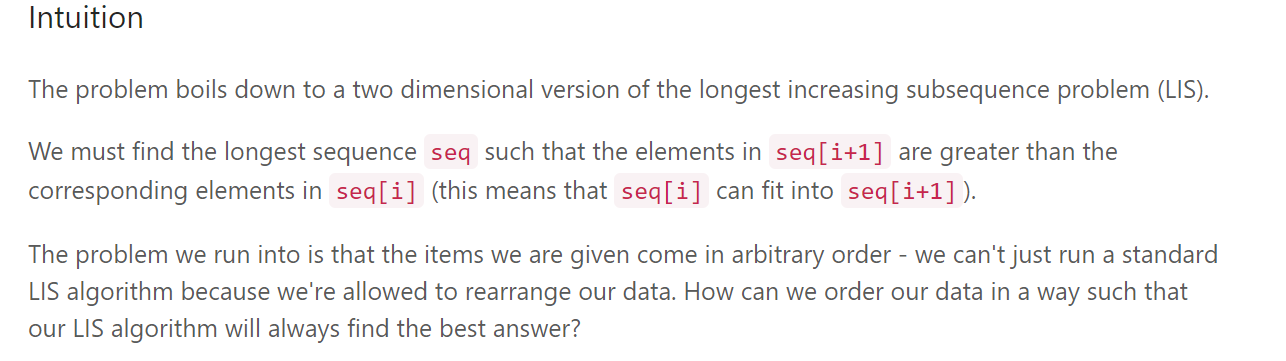 Intuition
The problem boils down to a two dimensional version of the longest increasing subsequence problem (LIS).
We must find the longest sequence seq such that the elements in seq[i+1] are greater than the
corresponding elements in seq[i] (this means that seq[i] can fit into seq[i+1]).
The problem we run into is that the items we are given come in arbitrary order - we can't just run a standard
LIS algorithm because we're allowed to rearrange our data. How can we order our data in a way such that
our LIS algorithm will always find the best answer?